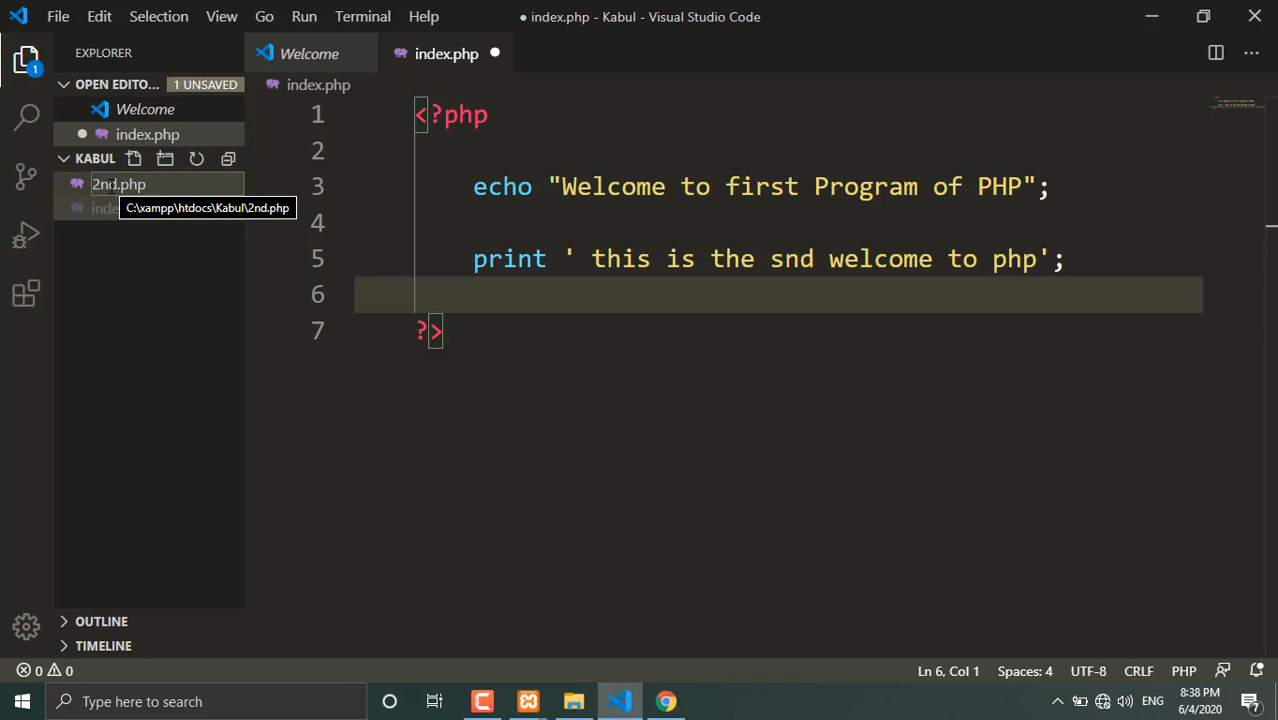 File Edit Selection View Go Run Terminal Help
● index.php - Kabul - Visual Studio Code
EXPLORER
OPEN EDITO... 1 UNSAVED
Welcome
index.php
KABUL
2nd.php
inde
C:\xampp\htdocs\Kabul\2nd.php
OUTLINE
TIMELINE
Welcome index.php
index.php
1 <?php
2
3 echo "Welcome to first Program of PHP";
4
5 print ' this is the snd welcome to php';
6
7 ?>
0 0 Ln 6, Col 1 Spaces: 4 UTF-8 CRLF PHP
Type here to search
ENG
8:38 PM
6/4/2020
7
1